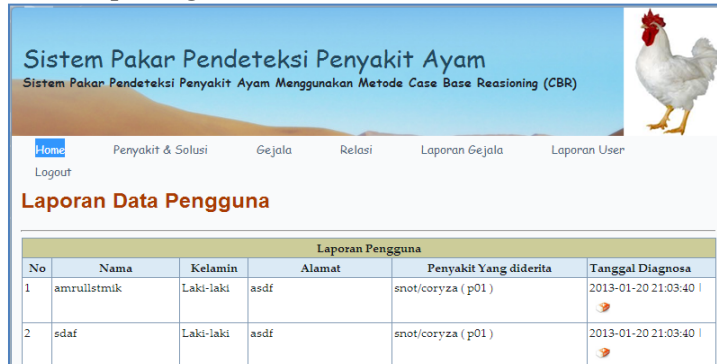 Sistem Pakar Pendeteksi Penyakit Ayam
Sistem Pakar Pendeteksi Penyakit Ayam Menggunakan Metode Case Base Reasioning (CBR)
Home Penyakit & Solusi Gejala Relasi Laporan Gejala Laporan User
Logout
Laporan Data Pengguna
Laporan Pengguna
No Nama Kelamin Alamat Penyakit Yang diderita Tanggal Diagnosa
1 amrullstmik Laki-laki asdf snot/coryza ( p01 ) 2013-01-20 21:03:40 |
2 sdaf Laki-laki asdf snot/coryza ( p01 ) 2013-01-20 21:03:40 |